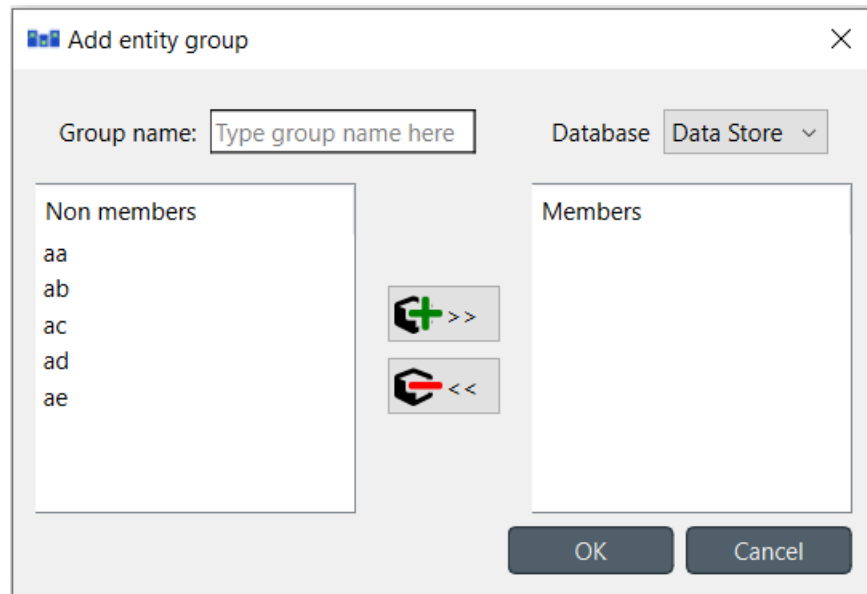 Add entity group
Group name: Type group name here Database Data Store
Non members
aa
ab
ac
ad
ae
>>
<<
Members
OK Cancel